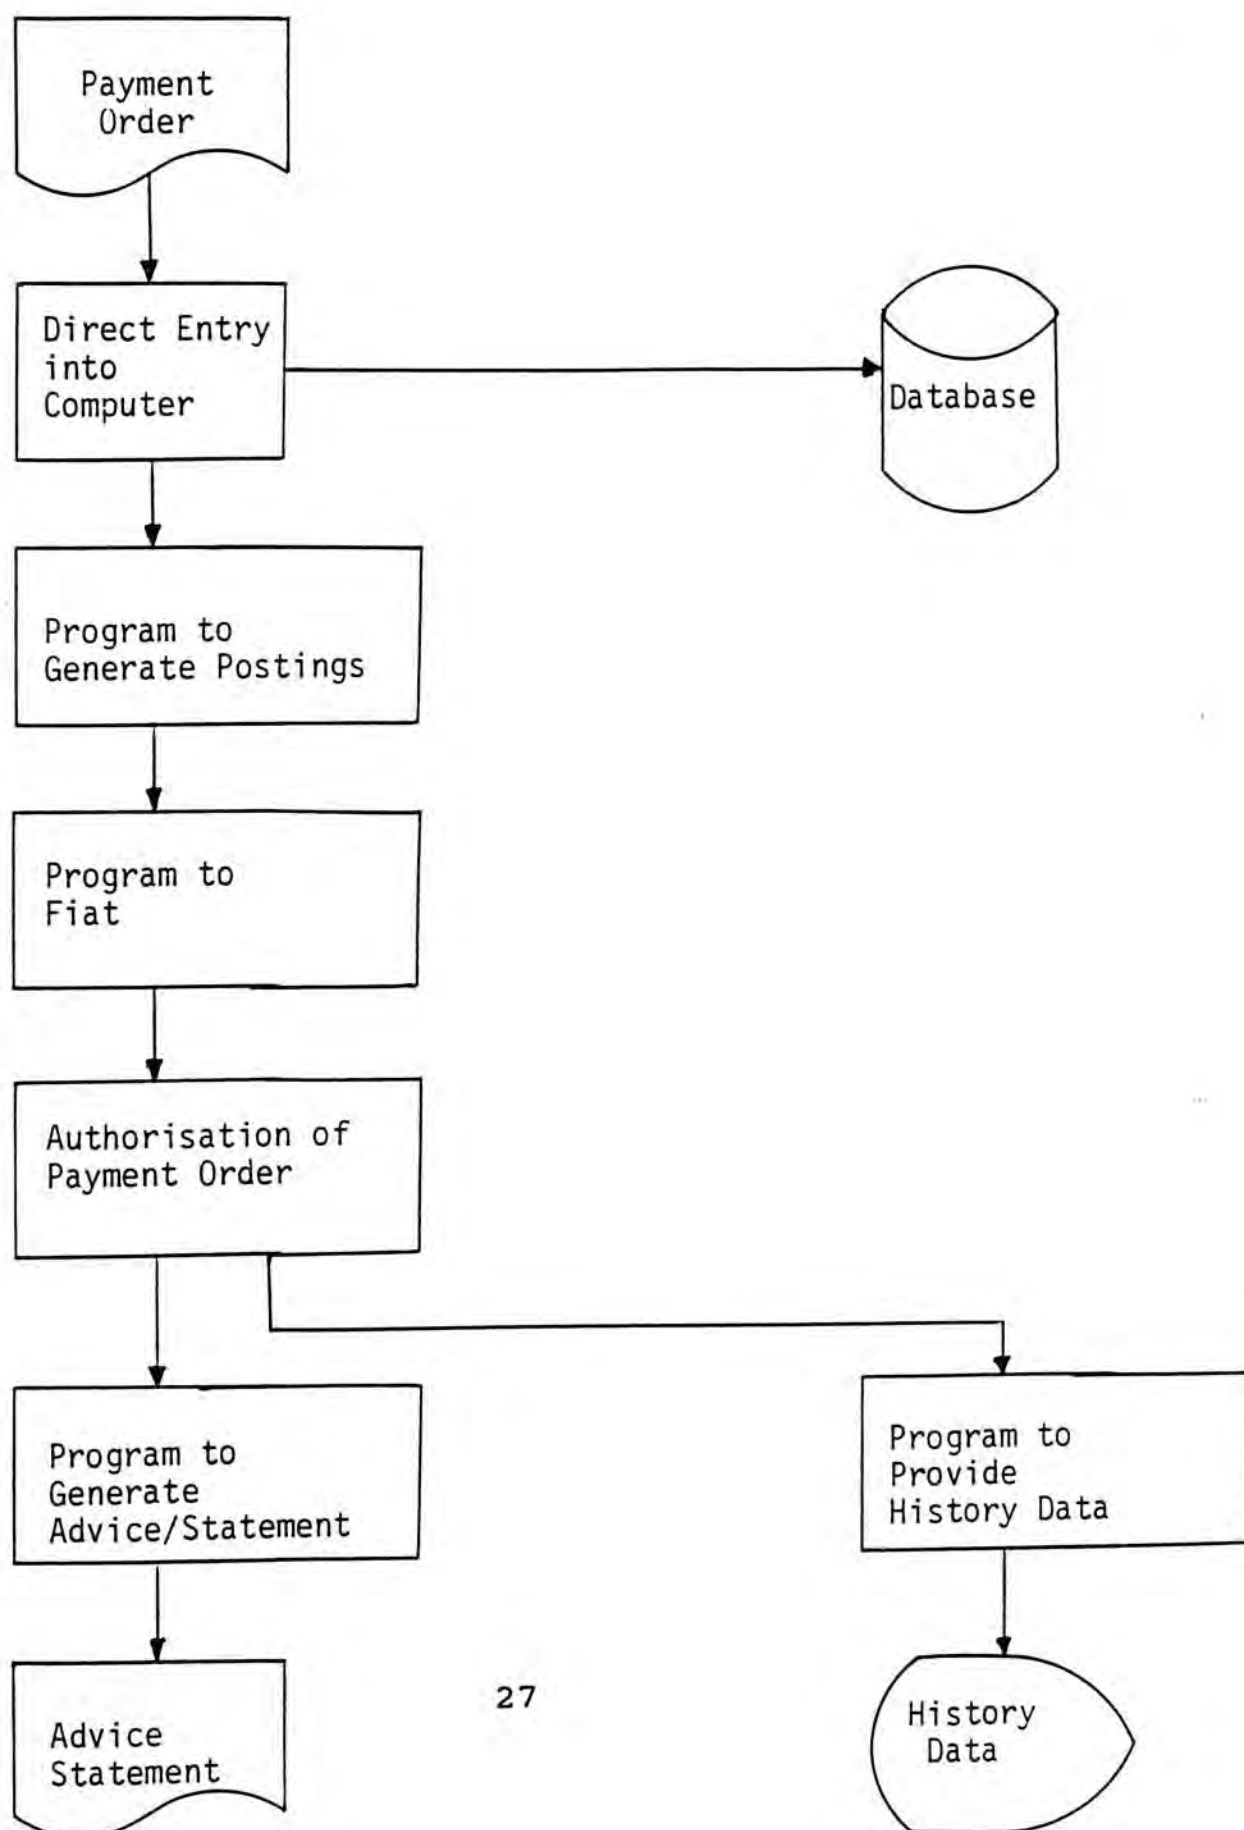 Payment
Order
Direct Entry
into
Computer
Database
Program to
Generate Postings
Program to
Fiat
Authorisation of
Payment Order
Program to
Generate
Advice/Statement
Program to
Provide
History Data
27
Advice
Statement
History
Data